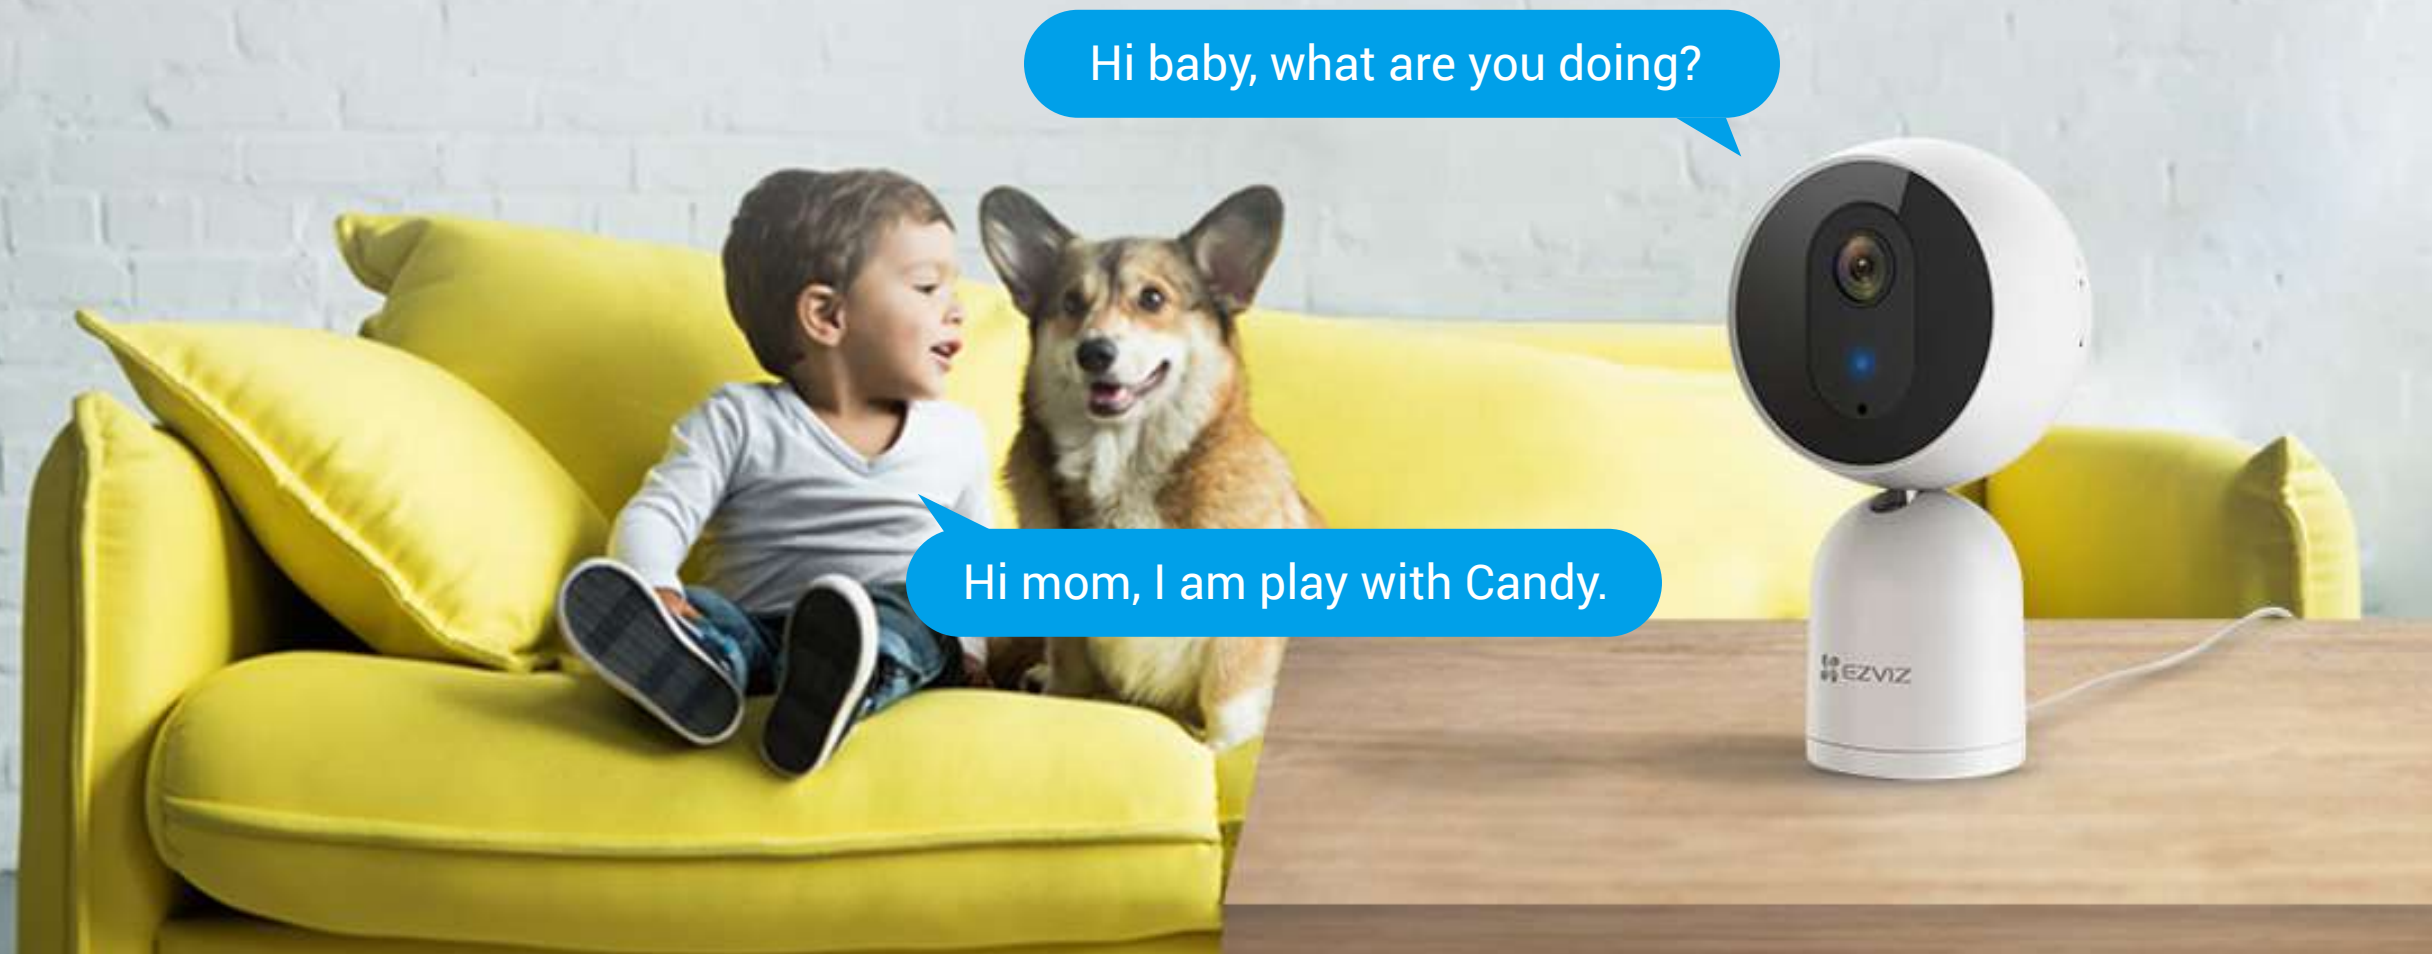 Hi baby, what are you doing?
Hi mom, I am play with Candy.
EZVIZ